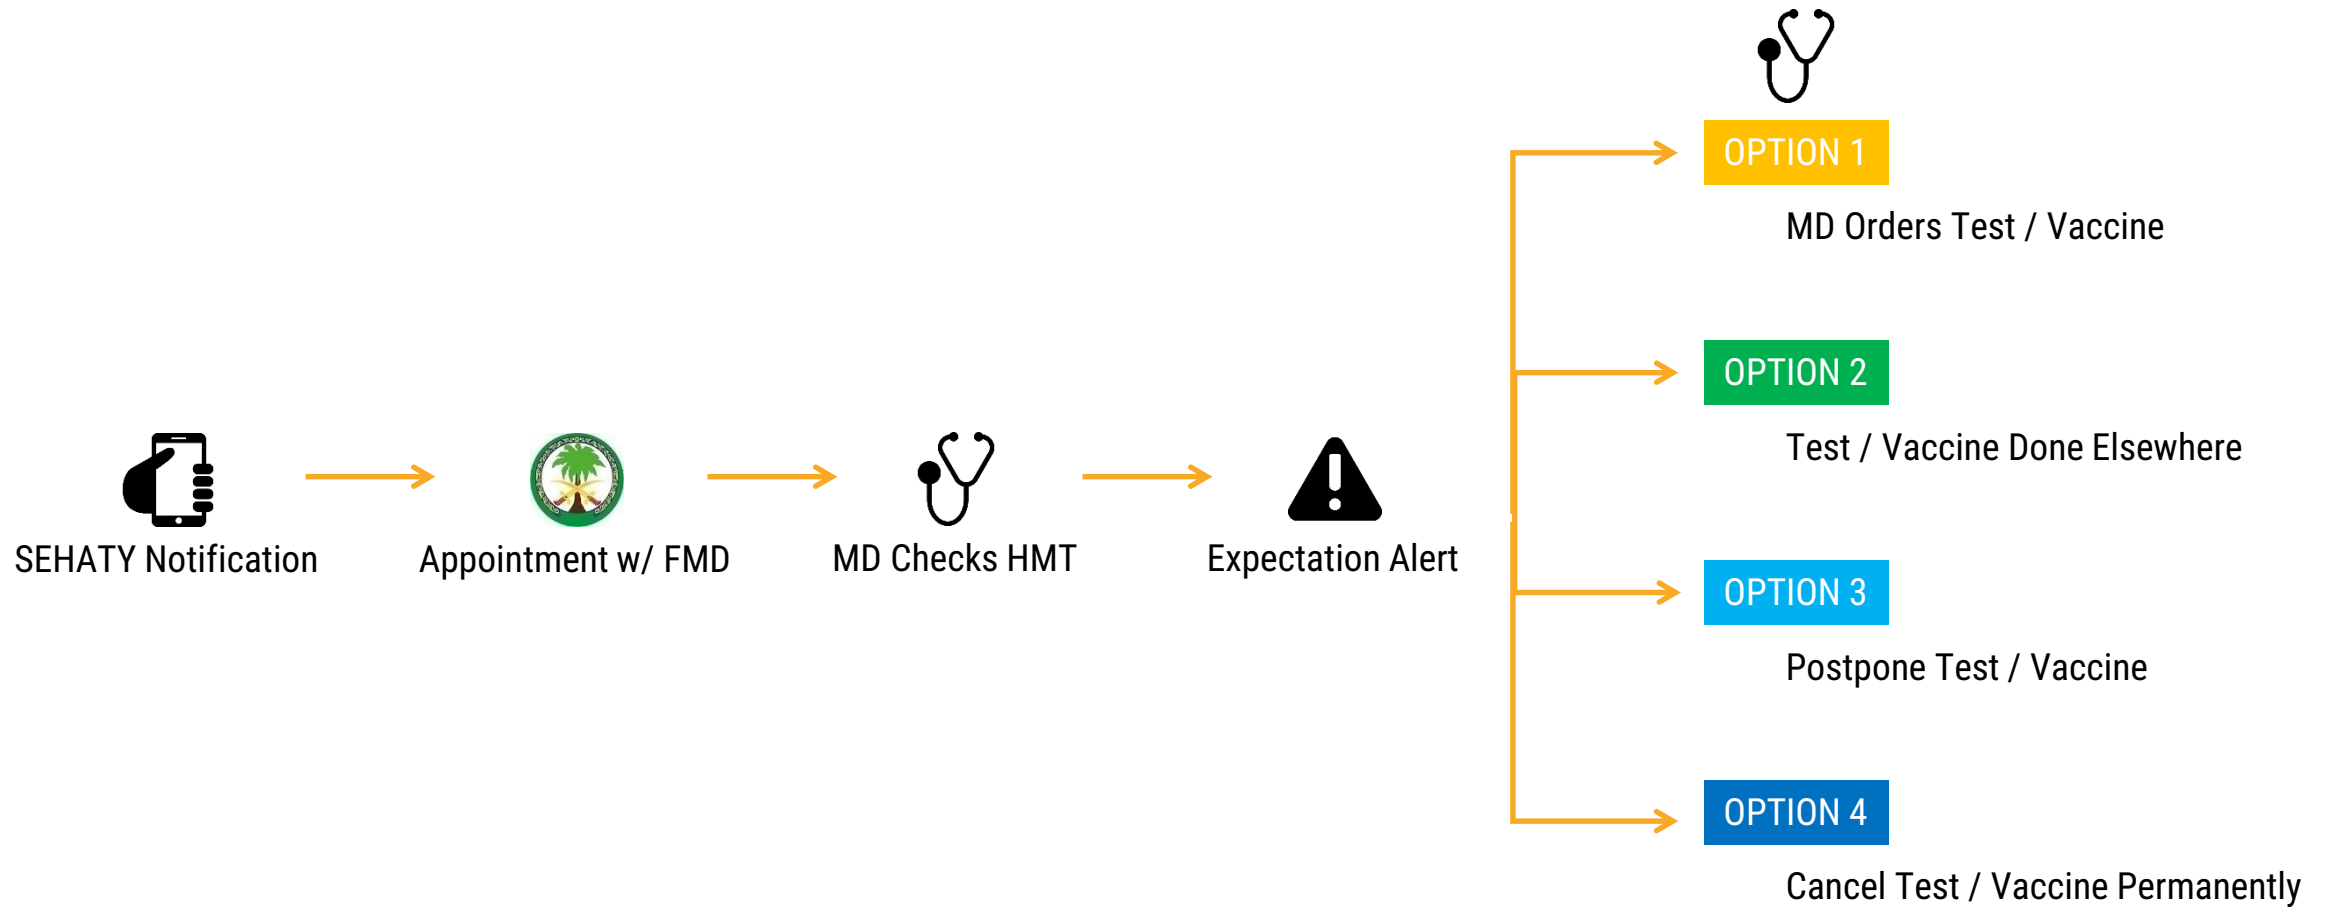 SEHATY Notification
Appointment w/ FMD
MD Checks HMT
Expectation Alert
OPTION 1
MD Orders Test / Vaccine
OPTION 2
Test / Vaccine Done Elsewhere
OPTION 3
Postpone Test / Vaccine
OPTION 4
Cancel Test / Vaccine Permanently